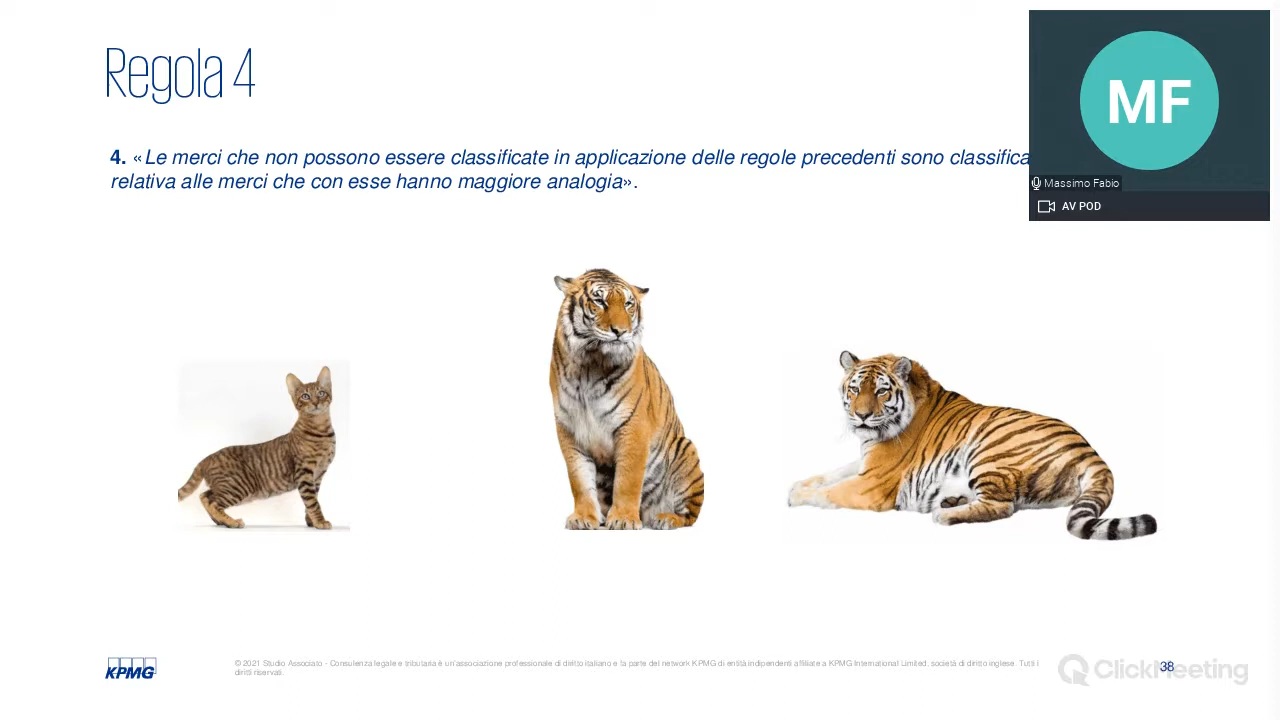 Regola 4
4. «Le merci che non possono essere classificate in applicazione delle regole precedenti sono classifica
relativa alle merci che con esse hanno maggiore analogia».
MF
Massimo Fabio
AV POD
KPMG
© 2021 Studio Associato - Consulenza legale e tributaria è un'associazione professionale di diritto italiano e fa parte del network KPMG di entità indipendenti affiliate a KPMG International Limited, società di diritto inglese. Tutti i
diritti riservati.
ClickMeeting
38